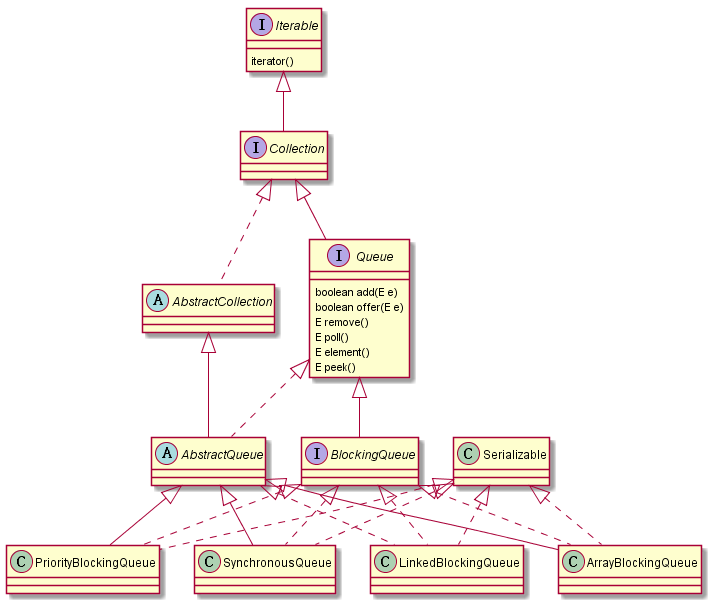 I Iterable
iterator()
I Collection
I Queue
boolean add(E e)
boolean offer(E e)
E remove()
E poll()
E element()
E peek()
A AbstractCollection
A AbstractQueue
I BlockingQueue
C Serializable
C PriorityBlockingQueue
C SynchronousQueue
C LinkedBlockingQueue
C ArrayBlockingQueue